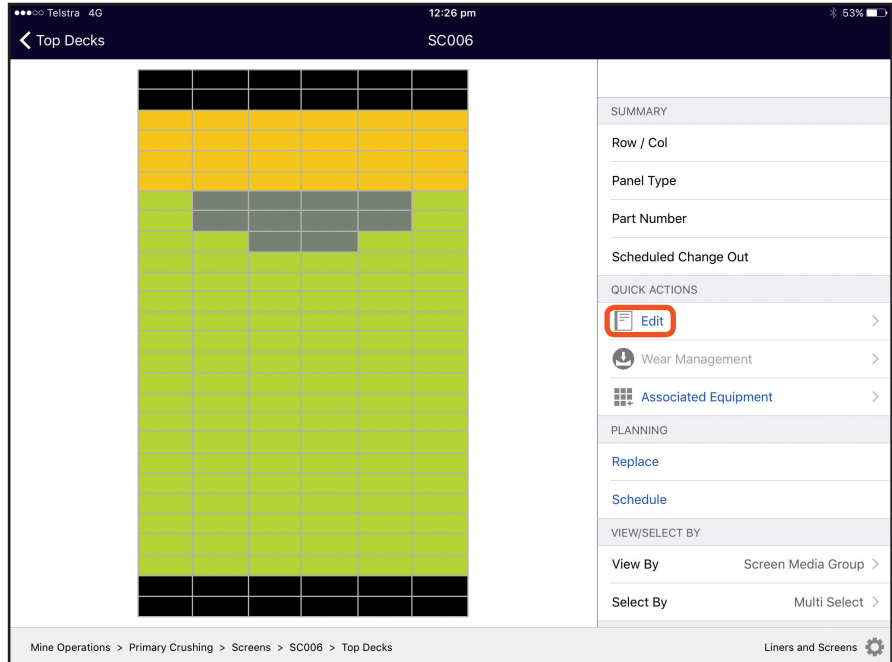 Telstra 4G 12:26 pm 53%
Top Decks SC006
SUMMARY
Row / Col
Panel Type
Part Number
Scheduled Change Out
QUICK ACTIONS
Edit
Wear Management
Associated Equipment
PLANNING
Replace
Schedule
VIEW/SELECT BY
View By Screen Media Group
Select By Multi Select
Mine Operations > Primary Crushing > Screens > SC006 > Top Decks Liners and Screens